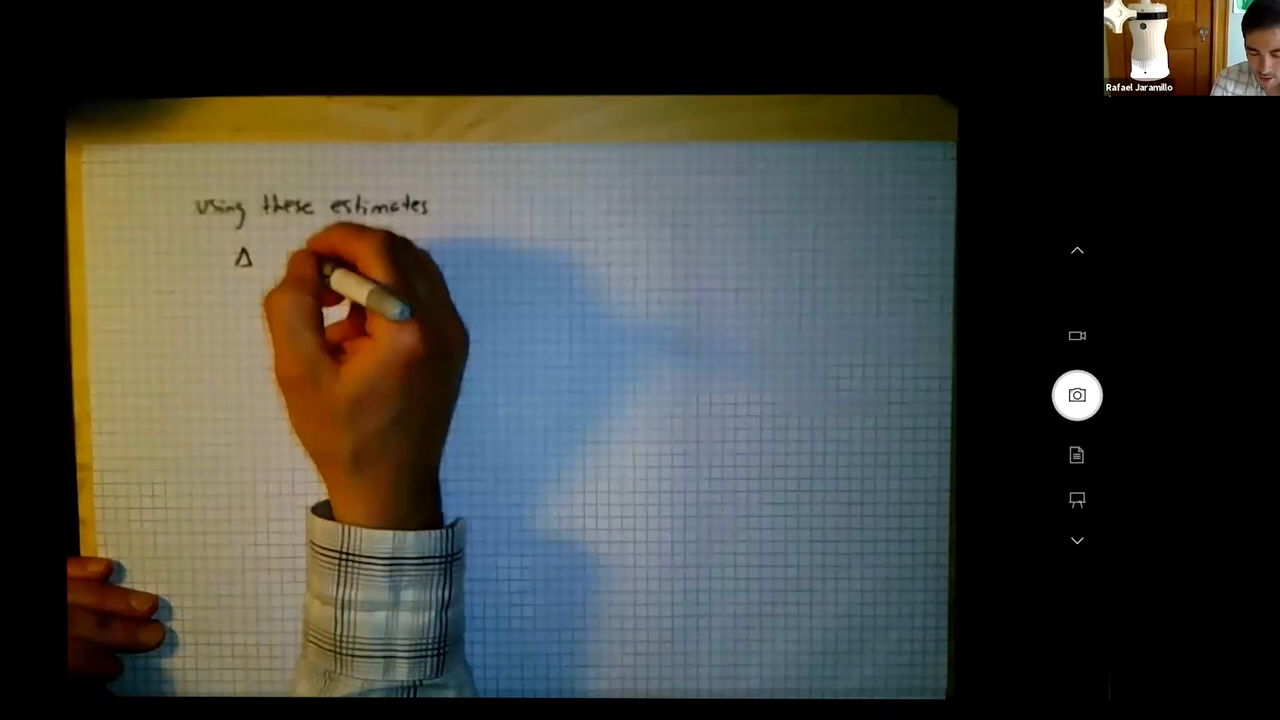 Rafael Jaramillo
using these estimates
Δ